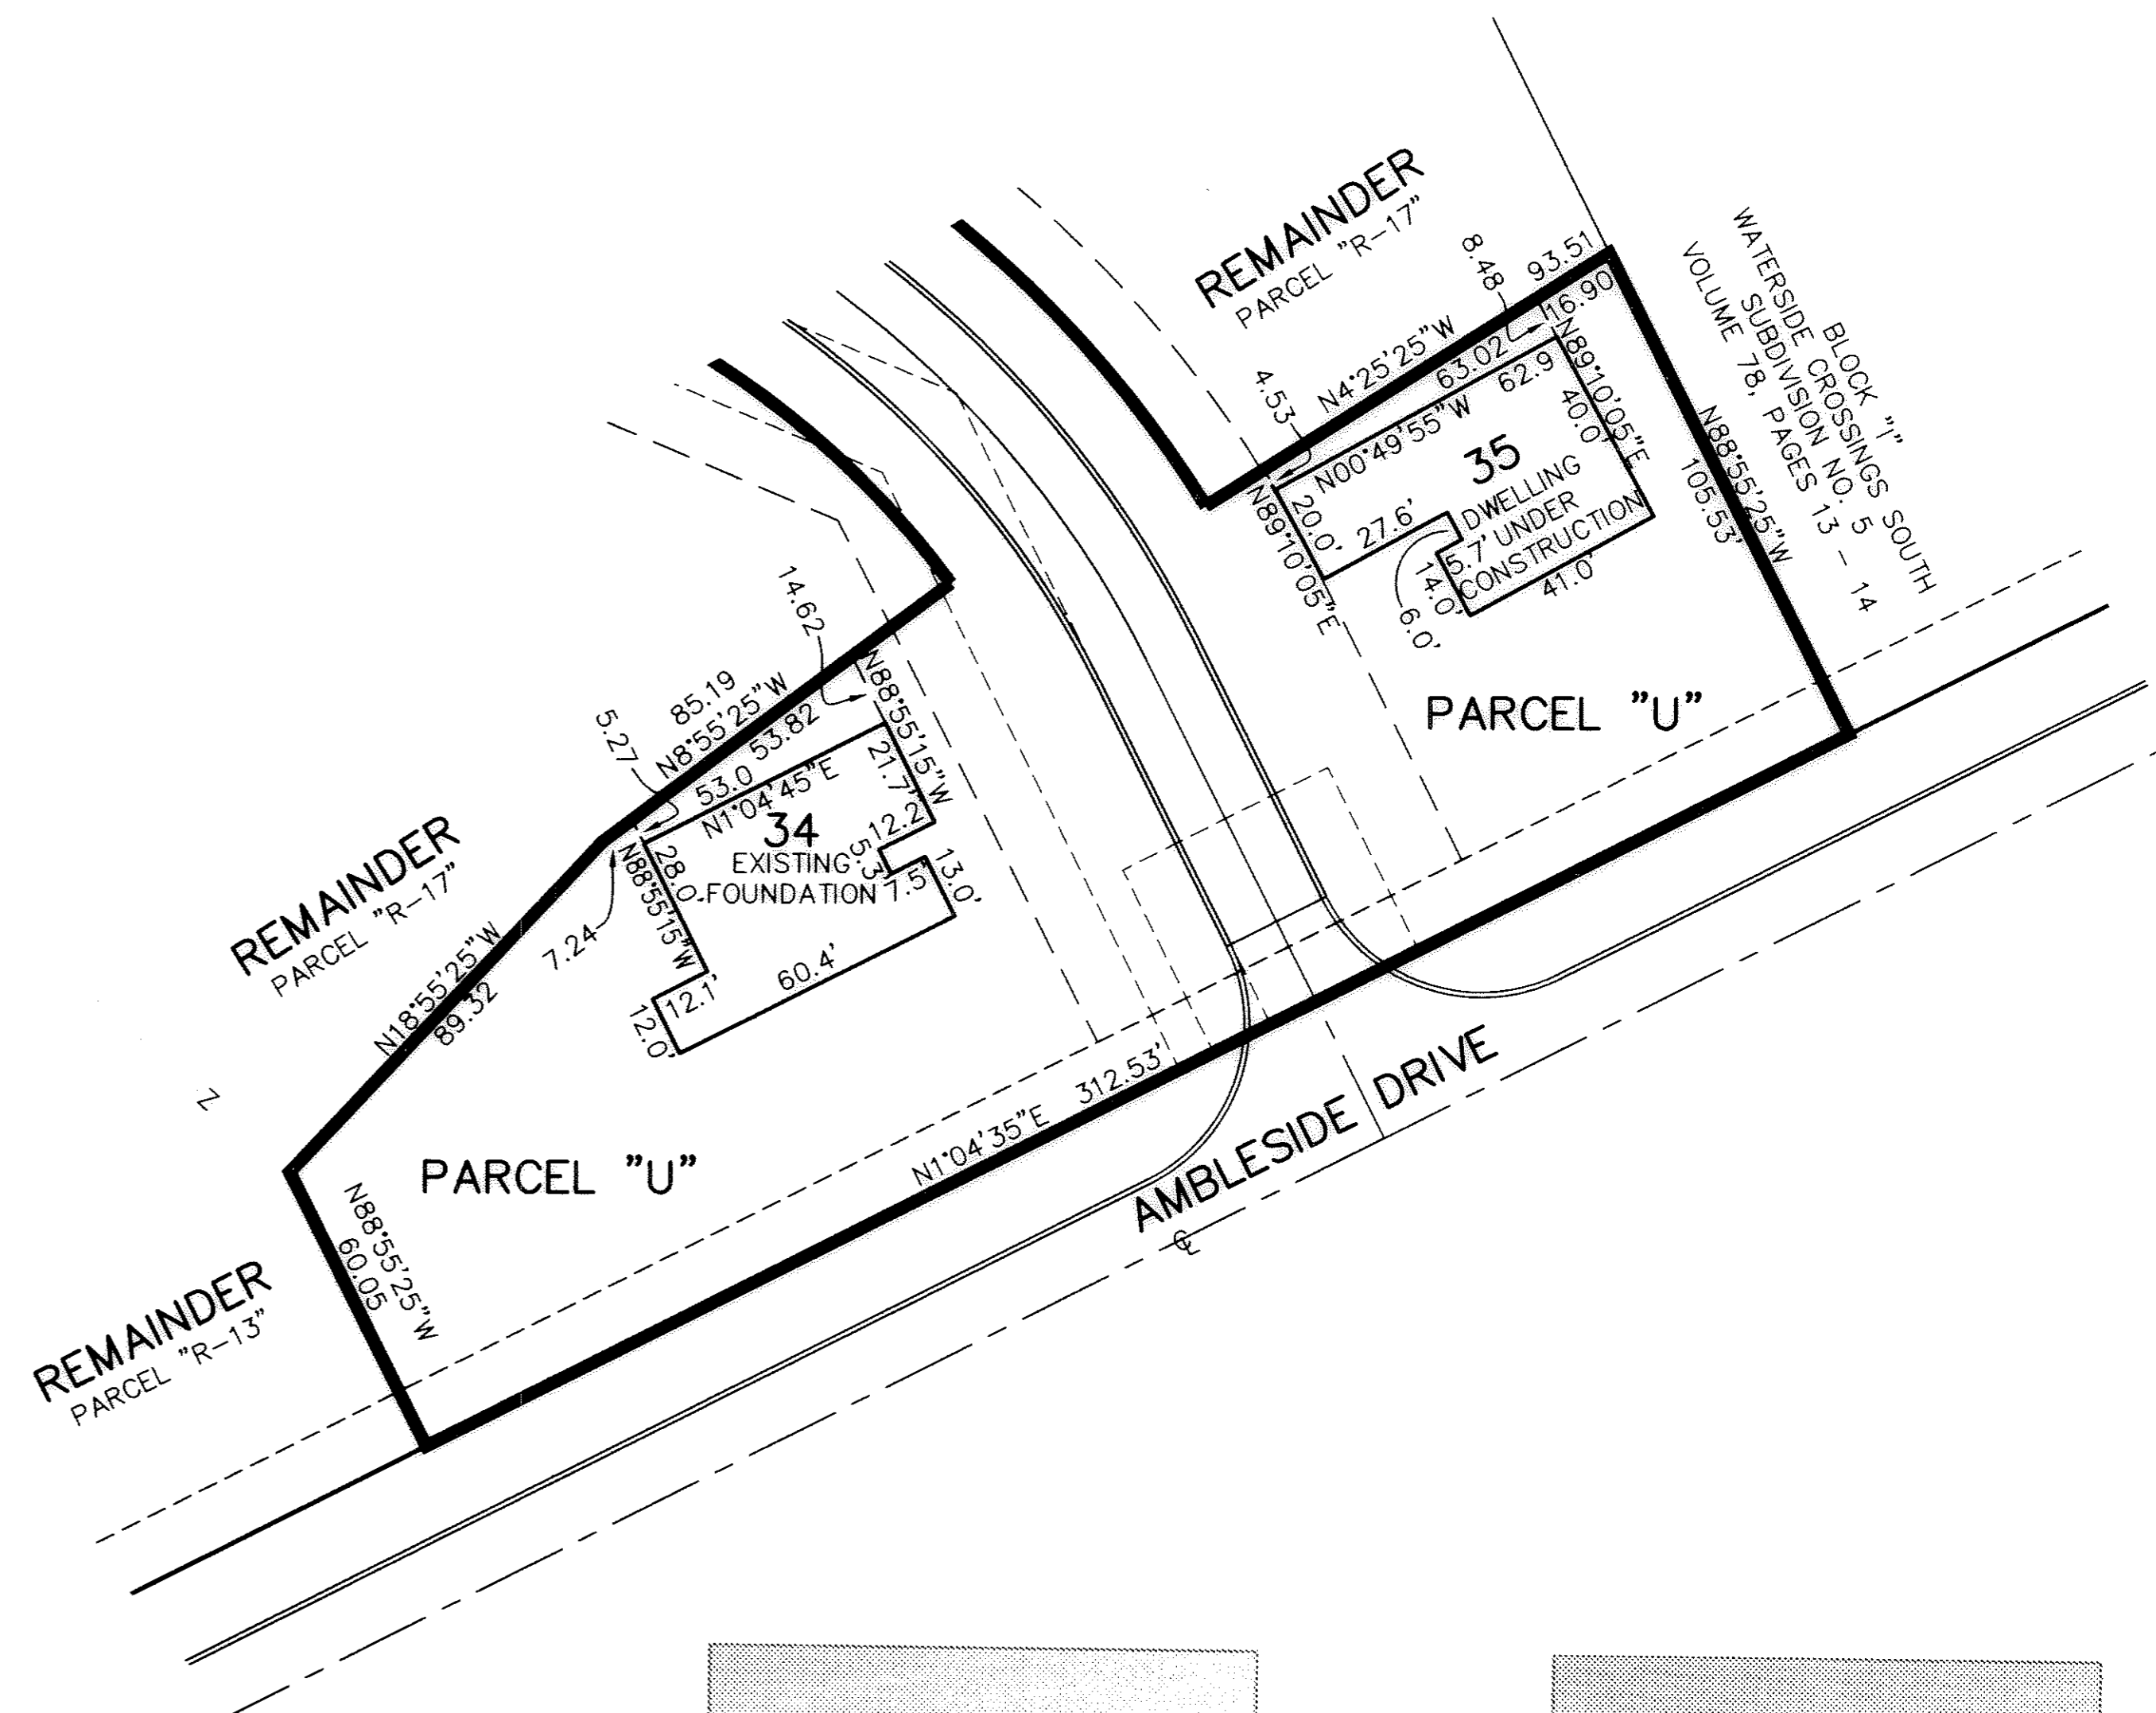 REMAINDER
PARCEL "R-17"
8.48
93.51
16.90
N4°25'25"W
63.02
62.9
N89°10'05"E
40.0'
4.53
N00°49'55"W
35
DWELLING
UNDER
CONSTRUCTION
N89°10'05"E
20.0'
27.6'
5.7'
14.0'
6.0'
41.0'
N88°55'25"W
105.53'
BLOCK "I"
WATERSIDE CROSSINGS SOUTH
SUBDIVISION NO. 5
VOLUME 78, PAGES 13 - 14
PARCEL "U"
14.62
N88°55'15"W
21.7'
85.19
N8°55'25"W
53.82
5.27
53.0
N1°04'45"E
34
EXISTING
FOUNDATION
12.2'
5.3'
7.5'
13.0'
28.0'
N88°55'15"W
7.24
60.4'
12.1'
12.0'
REMAINDER
PARCEL "R-17"
N18°55'25"W
89.32
Z
PARCEL "U"
N1°04'35"E 312.53'
AMBLESIDE DRIVE
℄
N88°55'25"W
60.05
REMAINDER
PARCEL "R-13"